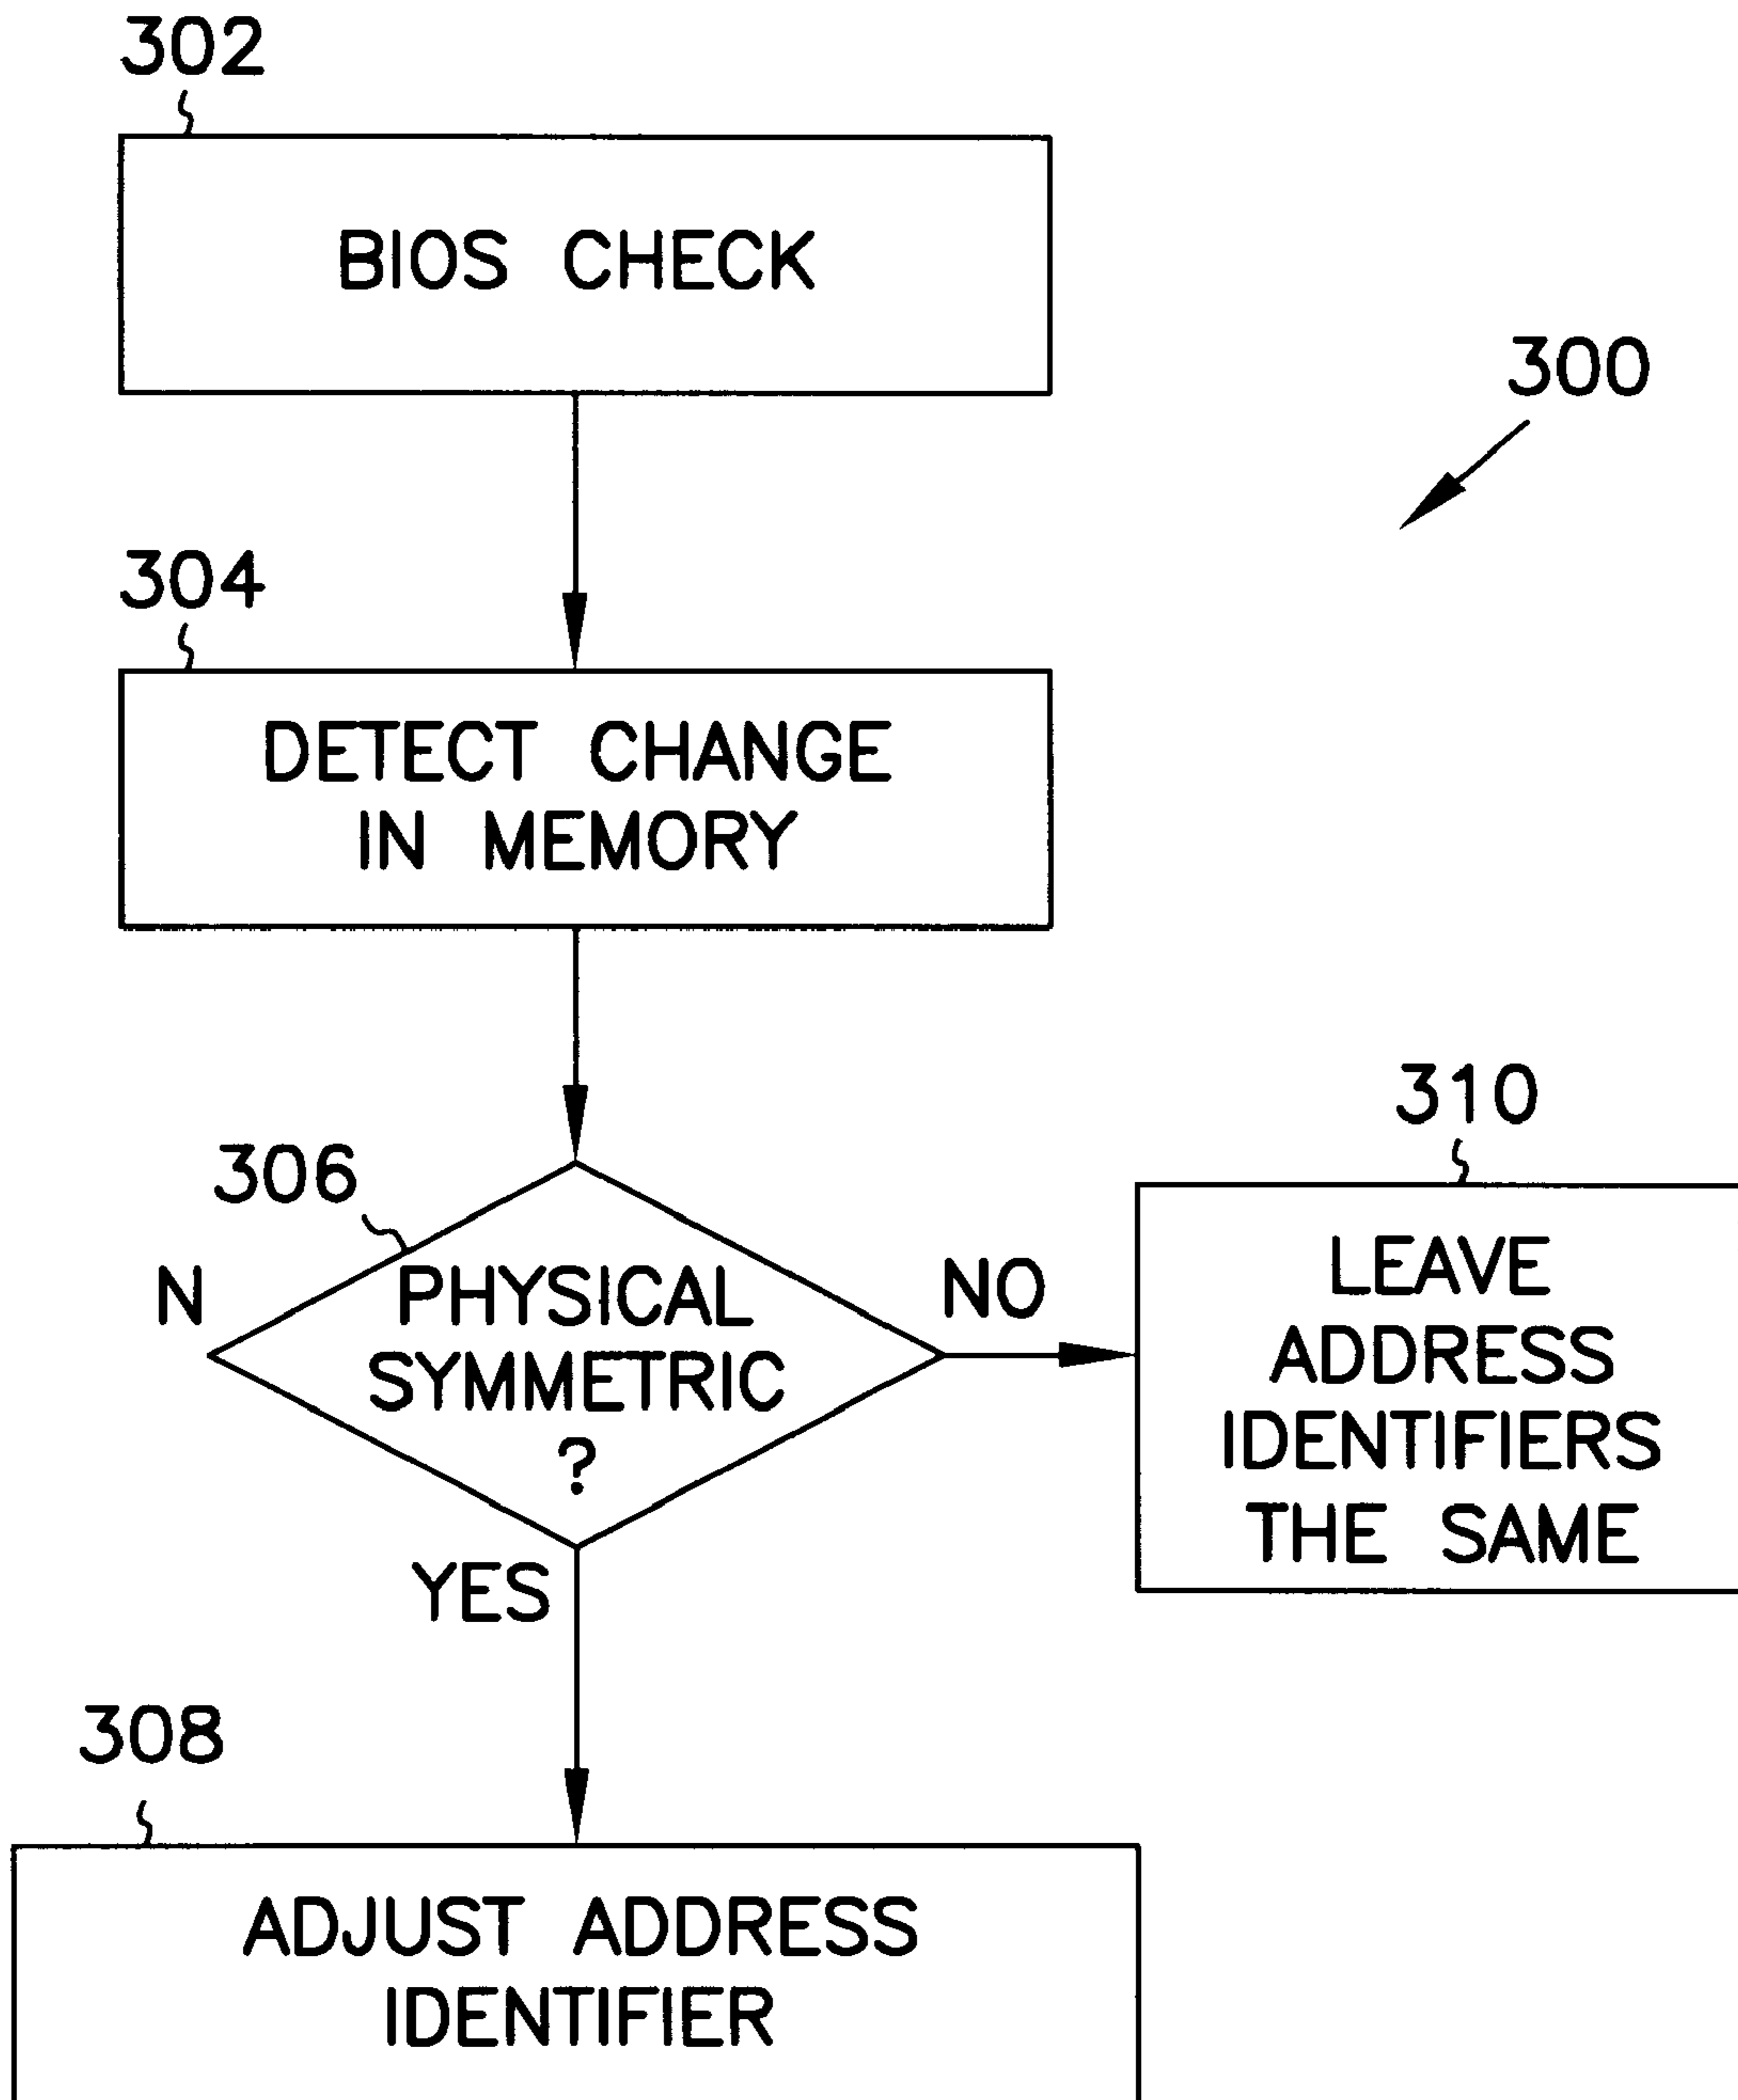 302
BIOS CHECK
300
304
DETECT CHANGE
IN MEMORY
306
310
N
PHYSICAL
SYMMETRIC
?
NO
LEAVE
ADDRESS
IDENTIFIERS
THE SAME
YES
308
ADJUST ADDRESS
IDENTIFIER